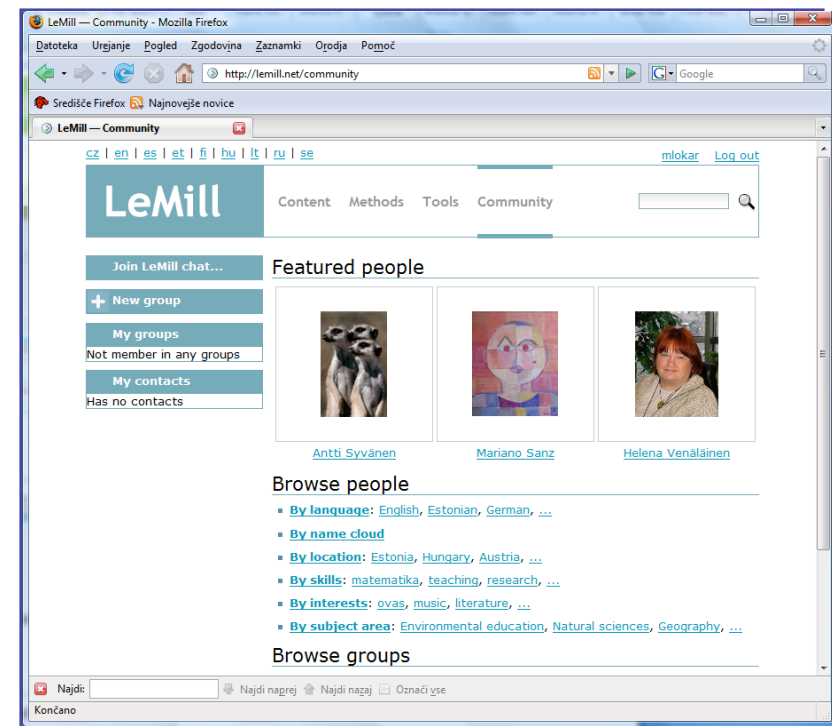 LeMill — Community - Mozilla Firefox
Datoteka Urejanje Pogled Zgodovina Zaznamki Orodja Pomoč
http://lemill.net/community
Google
Središče Firefox Najnovejše novice
LeMill — Community
cz | en | es | et | fi | hu | lt | ru | se
mlokar Log out
LeMill
Content Methods Tools Community
Join LeMill chat...
New group
My groups
Not member in any groups
My contacts
Has no contacts
Featured people
Antti Syvänen Mariano Sanz Helena Venäläinen
Browse people
By language: English, Estonian, German, ...
By name cloud
By location: Estonia, Hungary, Austria, ...
By skills: matematika, teaching, research, ...
By interests: ovas, music, literature, ...
By subject area: Environmental education, Natural sciences, Geography, ...
Browse groups
Najdi: Najdi naprej Najdi nazaj Označi vse
Končano